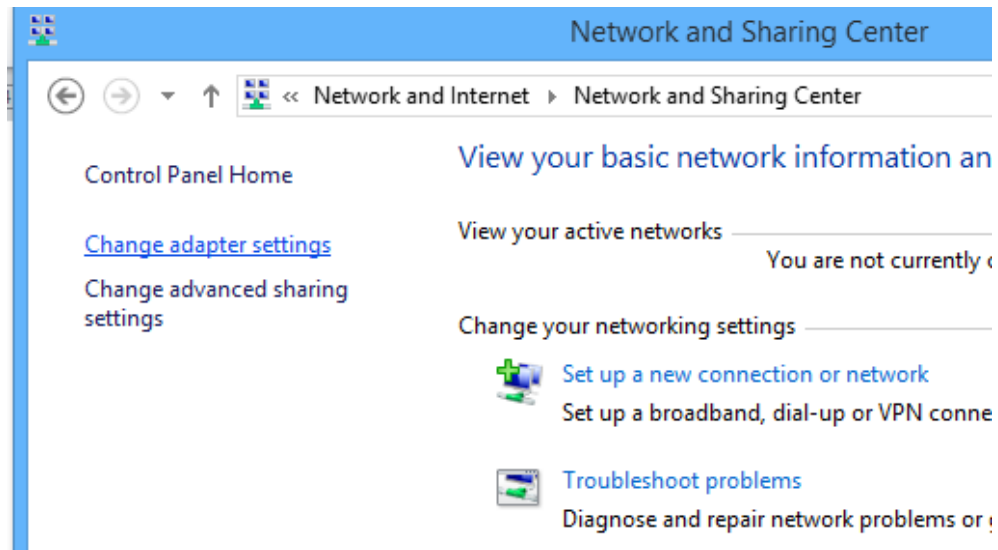 Network and Sharing Center
« Network and Internet Network and Sharing Center
Control Panel Home
View your basic network information an
Change adapter settings
View your active networks
You are not currently
Change advanced sharing
settings
Change your networking settings
Set up a new connection or network
Set up a broadband, dial-up or VPN conne
Troubleshoot problems
Diagnose and repair network problems or